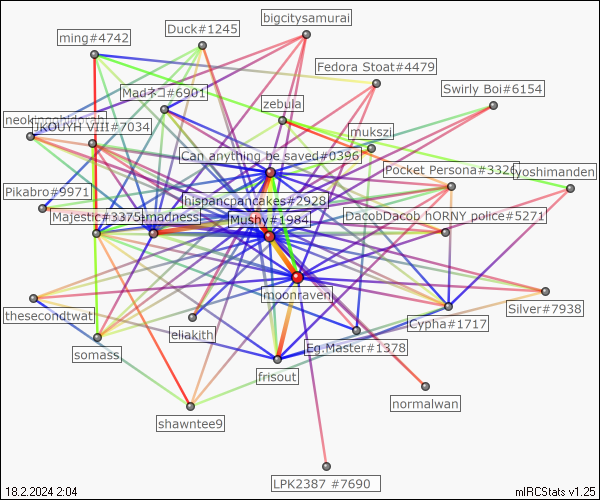 bigcitysamurai
Duck#1245
ming#4742
Fedora Stoat#4479
Swirly Boi#6154
Madネコ#6901
zebula
mukszi
JKOUYH VIII#7034
Can anything be saved#0396
Pocket Persona#3326
yoshimanden
Pikabro#9971
hispancpancakes#2928
Majestic#3375
emadness
Mushy#1984
DacobDacob hORNY police#5271
moonraven
thesecondtwat
eliakith
Cypha#1717
Silver#7938
somass
Eg.Master#1378
frisout
normalwan
shawntee9
LPK2387 #7690
18.2.2024 2:04
mIRCStats v1.25